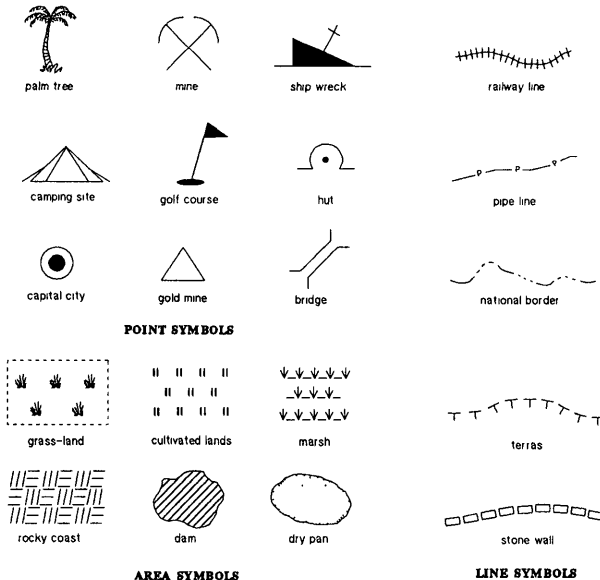 palm tree
mine
ship wreck
railway line
camping site
golf course
hut
P P P
pipe line
capital city
gold mine
bridge
national border
POINT SYMBOLS
grass-land
cultivated lands
marsh
terras
rocky coast
dam
dry pan
stone wall
AREA SYMBOLS
LINE SYMBOLS